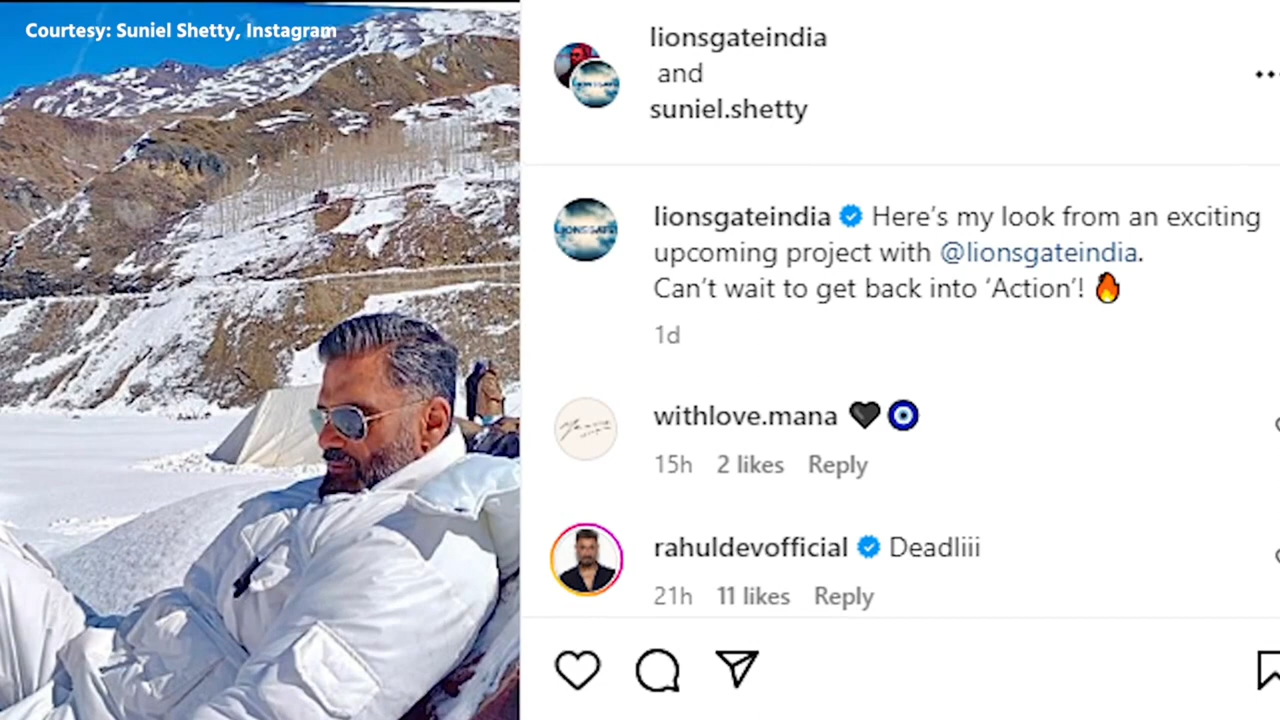 Courtesy: Suniel Shetty, Instagram
lionsgateindia
and
suniel.shetty
lionsgateindia Here's my look from an exciting
upcoming project with @lionsgateindia.
Can't wait to get back into ‘Action’! 🔥
1d
withlove.mana 🖤🧿
15h 2 likes Reply
rahuldevofficial Deadliii
21h 11 likes Reply